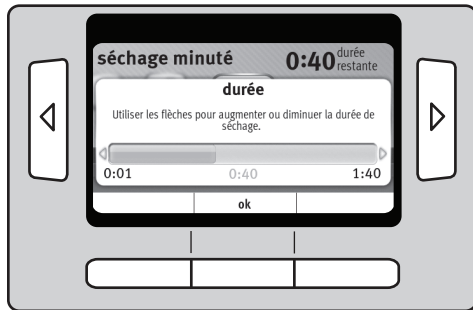 séchage minuté 0:40 durée restante
durée
Utiliser les flèches pour augmenter ou diminuer la durée de
séchage.
0:01 0:40 1:40
ok